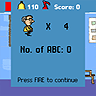 110 Score: 0
X 4
No. of ABC: 0
Press FIRE to continue